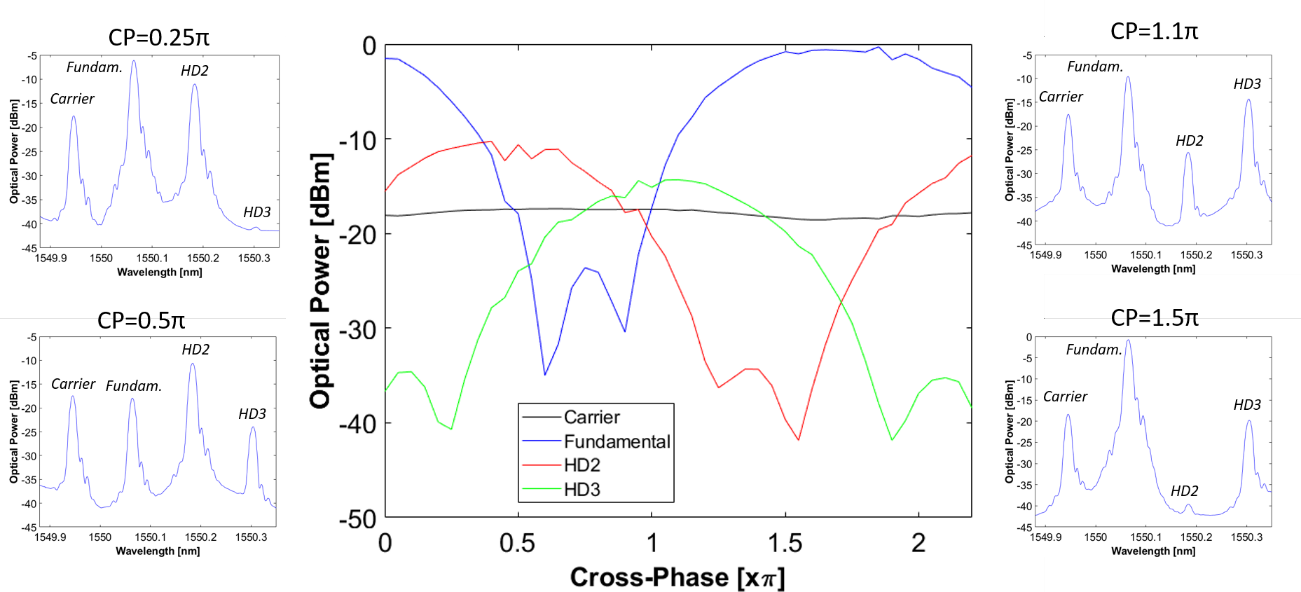 CP=0.25π
-5
-10
-15
-20
-25
-30
-35
-40
-45
Optical Power [dBm]
Carrier
Fundam.
HD2
HD3
1549.9
1550
1550.1
1550.2
1550.3
Wavelength [nm]
CP=0.5π
-5
-10
-15
-20
-25
-30
-35
-40
-45
Optical Power [dBm]
Carrier
Fundam.
HD2
HD3
1549.9
1550
1550.1
1550.2
1550.3
Wavelength [nm]
0
-10
-20
-30
-40
-50
Optical Power [dBm]
Carrier
Fundamental
HD2
HD3
0
0.5
1
1.5
2
Cross-Phase [xπ]
CP=1.1π
-5
-10
-15
-20
-25
-30
-35
-40
-45
Optical Power [dBm]
Carrier
Fundam.
HD2
HD3
1549.9
1550
1550.1
1550.2
1550.3
Wavelength [nm]
CP=1.5π
0
-5
-10
-15
-20
-25
-30
-35
-40
-45
Optical Power [dBm]
Carrier
Fundam.
HD2
HD3
1549.9
1550
1550.1
1550.2
1550.3
Wavelength [nm]